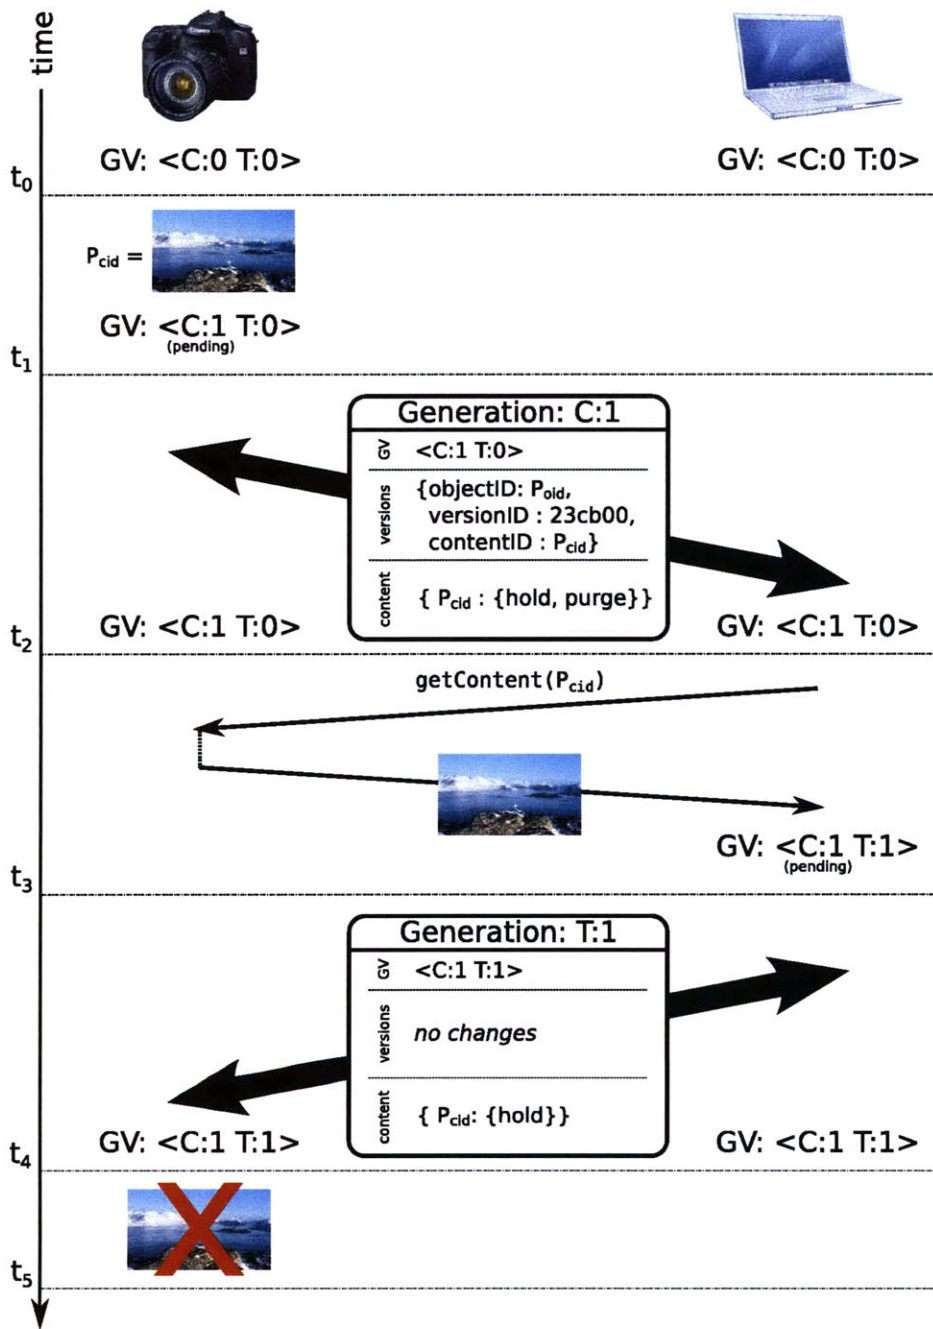 time
GV: <C:0 T:0>
GV: <C:0 T:0>
t0
Pcid =
GV: <C:1 T:0>
(pending)
t1
Generation: C:1
GV
<C:1 T:0>
versions
{objectID: Poid,
versionID : 23cb00,
contentID : Pcid}
content
{ Pcid : {hold, purge}}
GV: <C:1 T:0>
GV: <C:1 T:0>
t2
getContent(Pcid)
GV: <C:1 T:1>
(pending)
t3
Generation: T:1
GV
<C:1 T:1>
versions
no changes
content
{ Pcid: {hold}}
GV: <C:1 T:1>
GV: <C:1 T:1>
t4
t5